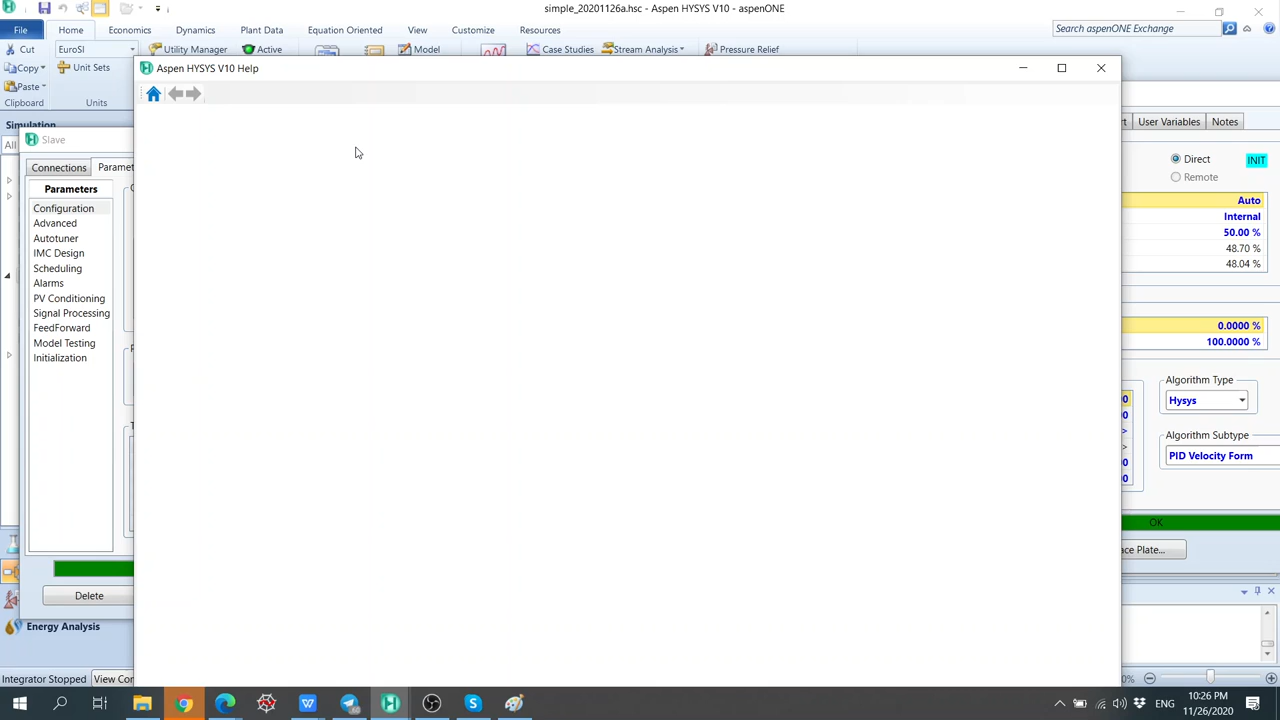 simple_20201126a.hsc - Aspen HYSYS V10 - aspenONE
File Home Economics Dynamics Plant Data Equation Oriented View Customize Resources Search aspenONE Exchange
Cut EuroSI Utility Manager Active Model Case Studies Stream Analysis Pressure Relief
Copy Unit Sets
Paste
Clipboard Units
Aspen HYSYS V10 Help
Simulation
All
Slave
Connections
Parameters
Configuration
Advanced
Autotuner
IMC Design
Scheduling
Alarms
PV Conditioning
Signal Processing
FeedForward
Model Testing
Initialization
Delete
Energy Analysis
Integrator Stopped
User Variables Notes
Direct INIT
Remote
Auto
Internal
50.00 %
48.70 %
48.04 %
0.0000 %
100.0000 %
Algorithm Type
Hysys
Algorithm Subtype
PID Velocity Form
OK
ENG
10:26 PM
11/26/2020